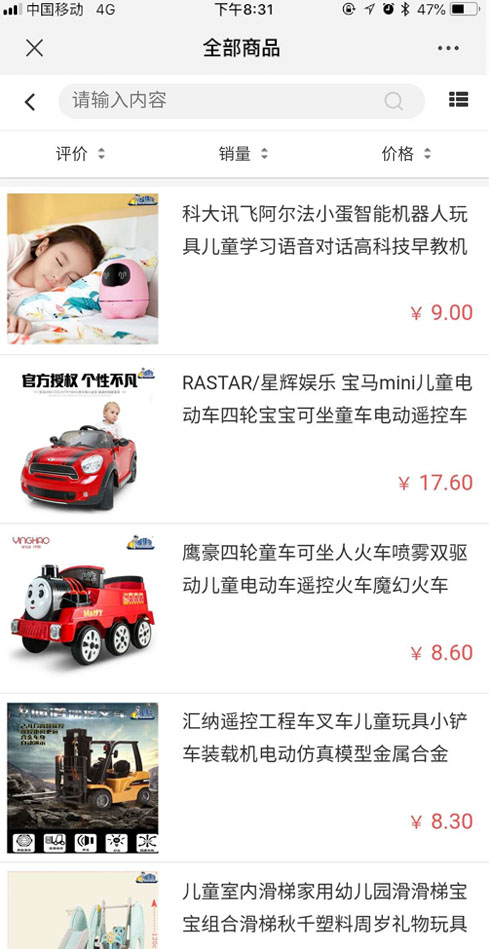 中国移动 4G 下午8:31 47%
全部商品
请输入内容
评价 销量 价格
科大讯飞阿尔法小蛋智能机器人玩
具儿童学习语音对话高科技早教机
¥ 9.00
官方授权 个性不凡
RASTAR/星辉娱乐 宝马mini儿童电
动车四轮宝宝可坐童车电动遥控车
¥ 17.60
YINGHAO
鹰豪四轮童车可坐人火车喷雾双驱
动儿童电动车遥控火车魔幻火车
¥ 8.60
汇纳遥控工程车叉车儿童玩具小铲
车装载机电动仿真模型金属合金
¥ 8.30
儿童室内滑梯家用幼儿园滑滑梯宝
宝组合滑梯秋千塑料周岁礼物玩具